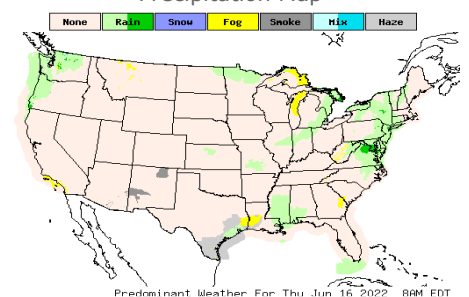 Precipitation Map
None Rain Snow Fog Smoke Mix Haze
Predominant Weather For Thu Jun 16 2022 8AM EDT